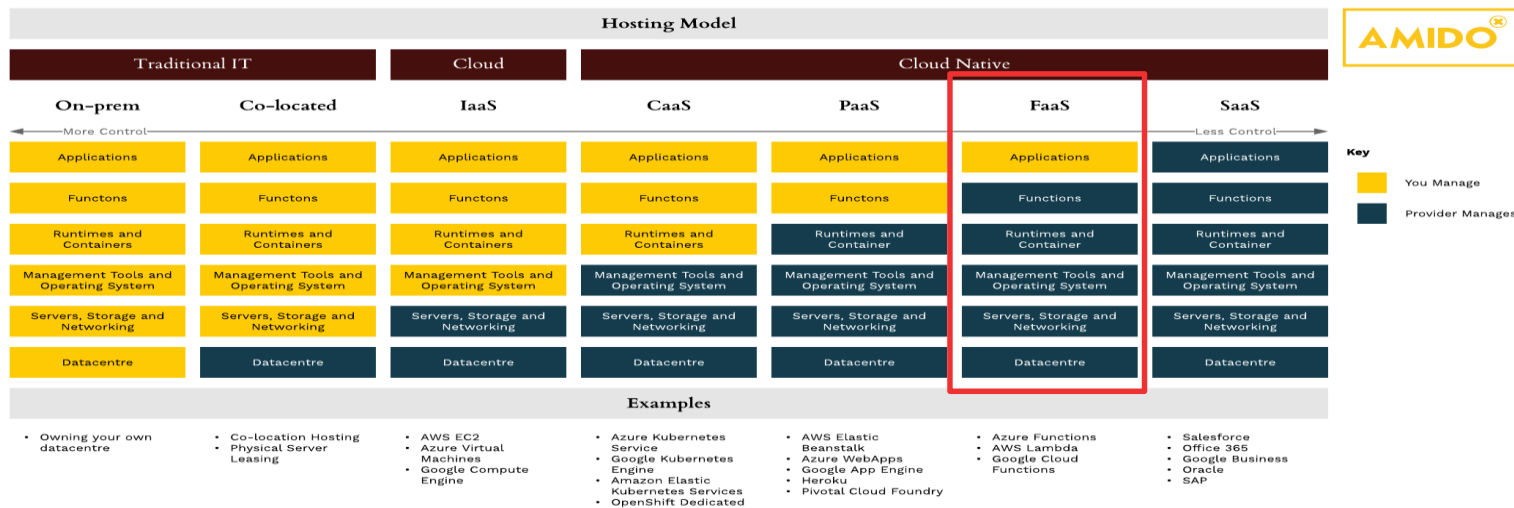 Hosting Model
AMIDO
Traditional IT
Cloud
Cloud Native
On-prem
Co-located
IaaS
CaaS
PaaS
FaaS
SaaS
More Control
Less Control
Applications
Applications
Applications
Applications
Applications
Applications
Applications
Functons
Functons
Functons
Functons
Functons
Functions
Functions
Runtimes and
Containers
Runtimes and
Containers
Runtimes and
Containers
Runtimes and
Containers
Runtimes and
Container
Runtimes and
Container
Runtimes and
Container
Management Tools and
Operating System
Management Tools and
Operating System
Management Tools and
Operating System
Management Tools and
Operating System
Management Tools and
Operating System
Management Tools and
Operating System
Management Tools and
Operating System
Servers, Storage and
Networking
Servers, Storage and
Networking
Servers, Storage and
Networking
Servers, Storage and
Networking
Servers, Storage and
Networking
Servers, Storage and
Networking
Servers, Storage and
Networking
Datacentre
Datacentre
Datacentre
Datacentre
Datacentre
Datacentre
Datacentre
Key
You Manage
Provider Manages
Examples
• Owning your own
datacentre
• Co-location Hosting
• Physical Server
Leasing
• AWS EC2
• Azure Virtual
Machines
• Google Compute
Engine
• Azure Kubernetes
Service
• Google Kubernetes
Engine
• Amazon Elastic
Kubernetes Services
• OpenShift Dedicated
• AWS Elastic
Beanstalk
• Azure WebApps
• Google App Engine
• Heroku
• Pivotal Cloud Foundry
• Azure Functions
• AWS Lambda
• Google Cloud
Functions
• Salesforce
• Office 365
• Google Business
• Oracle
• SAP